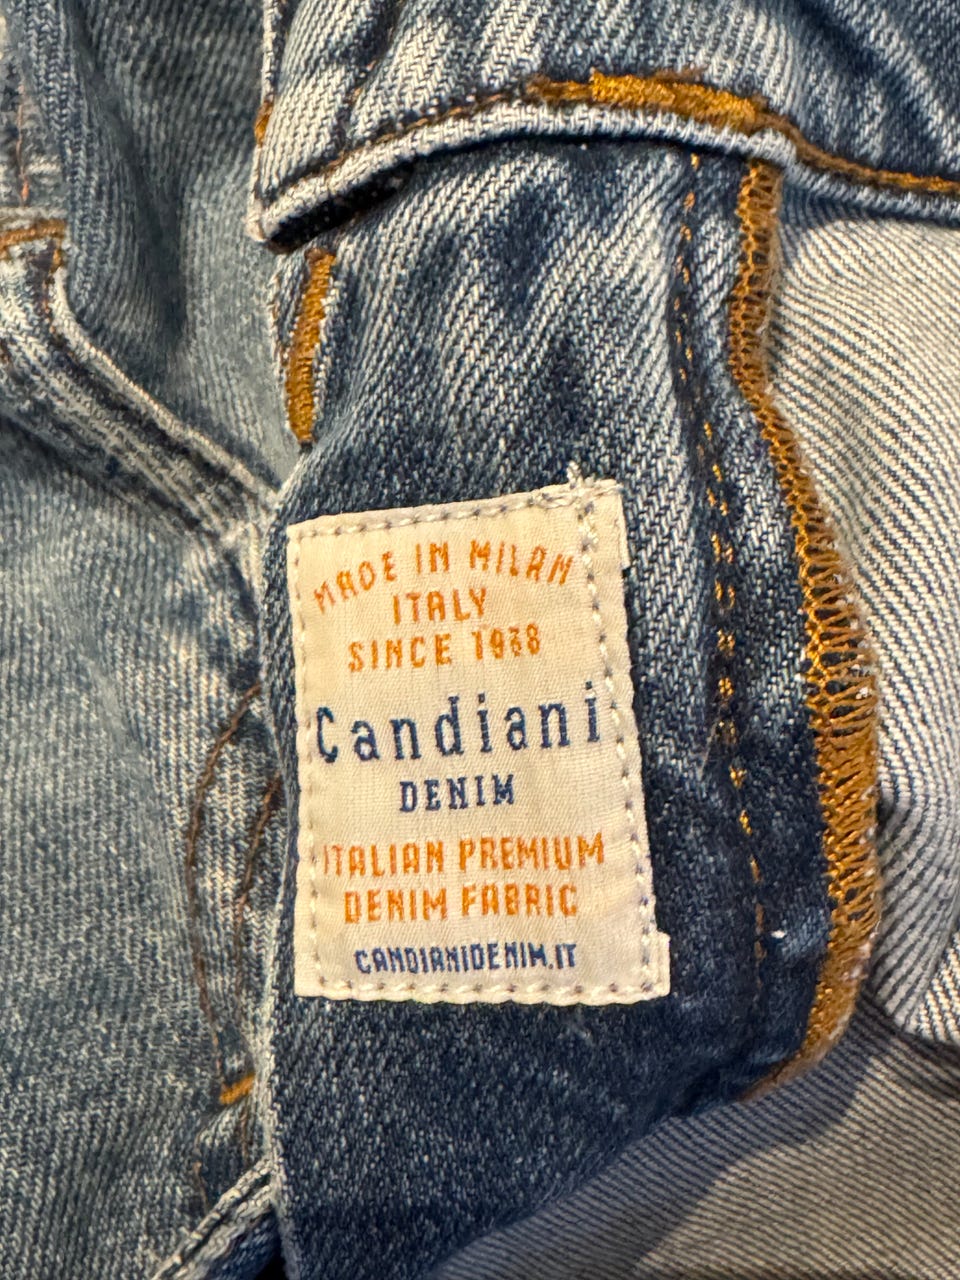 MADE IN MILAN
ITALY
SINCE 1938
Candiani
DENIM
ITALIAN PREMIUM
DENIM FABRIC
CANDIANIDENIM.IT